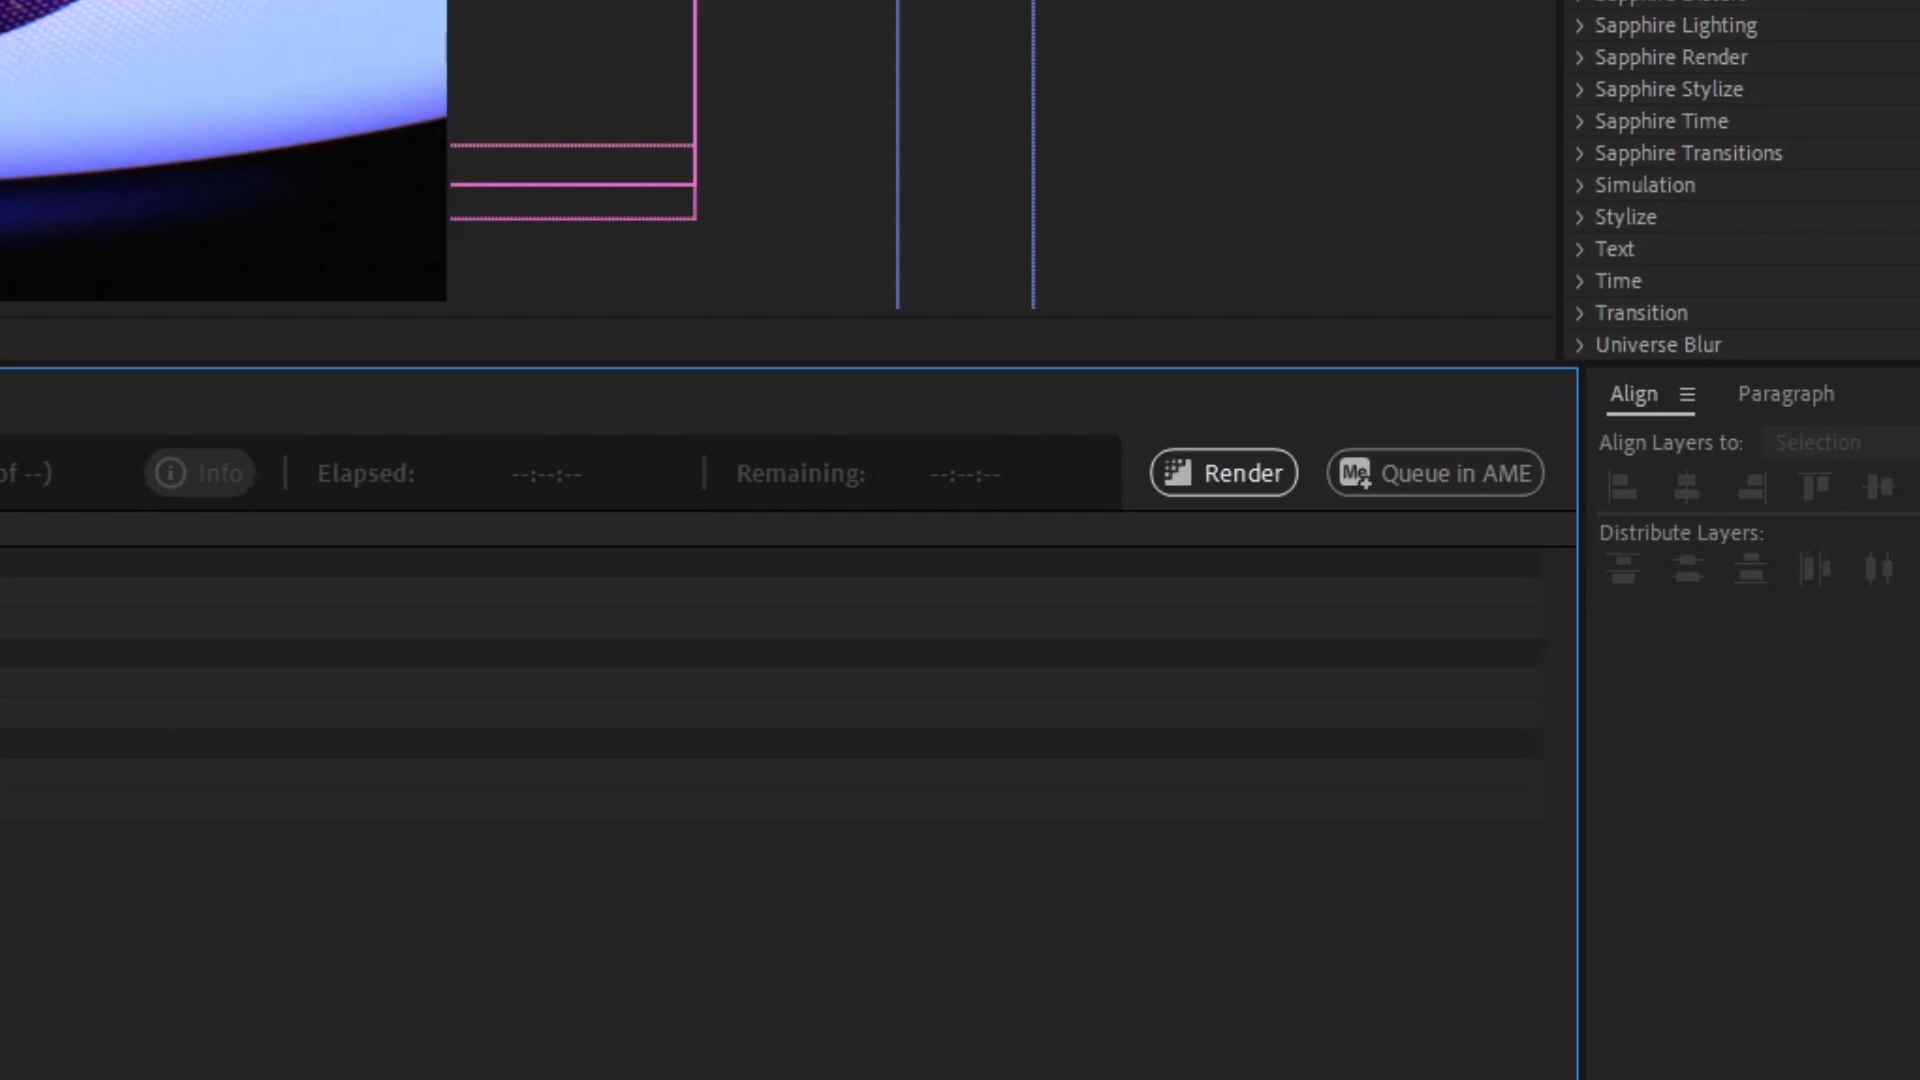 Sapphire Lighting
Sapphire Render
Sapphire Stylize
Sapphire Time
Sapphire Transitions
Simulation
Stylize
Text
Time
Transition
Universe Blur
Align
Paragraph
of --)
Info
Elapsed:
--:--:--
Remaining:
--:--:--
Render
Me
Queue in AME
Align Layers to:
Selection
Distribute Layers: